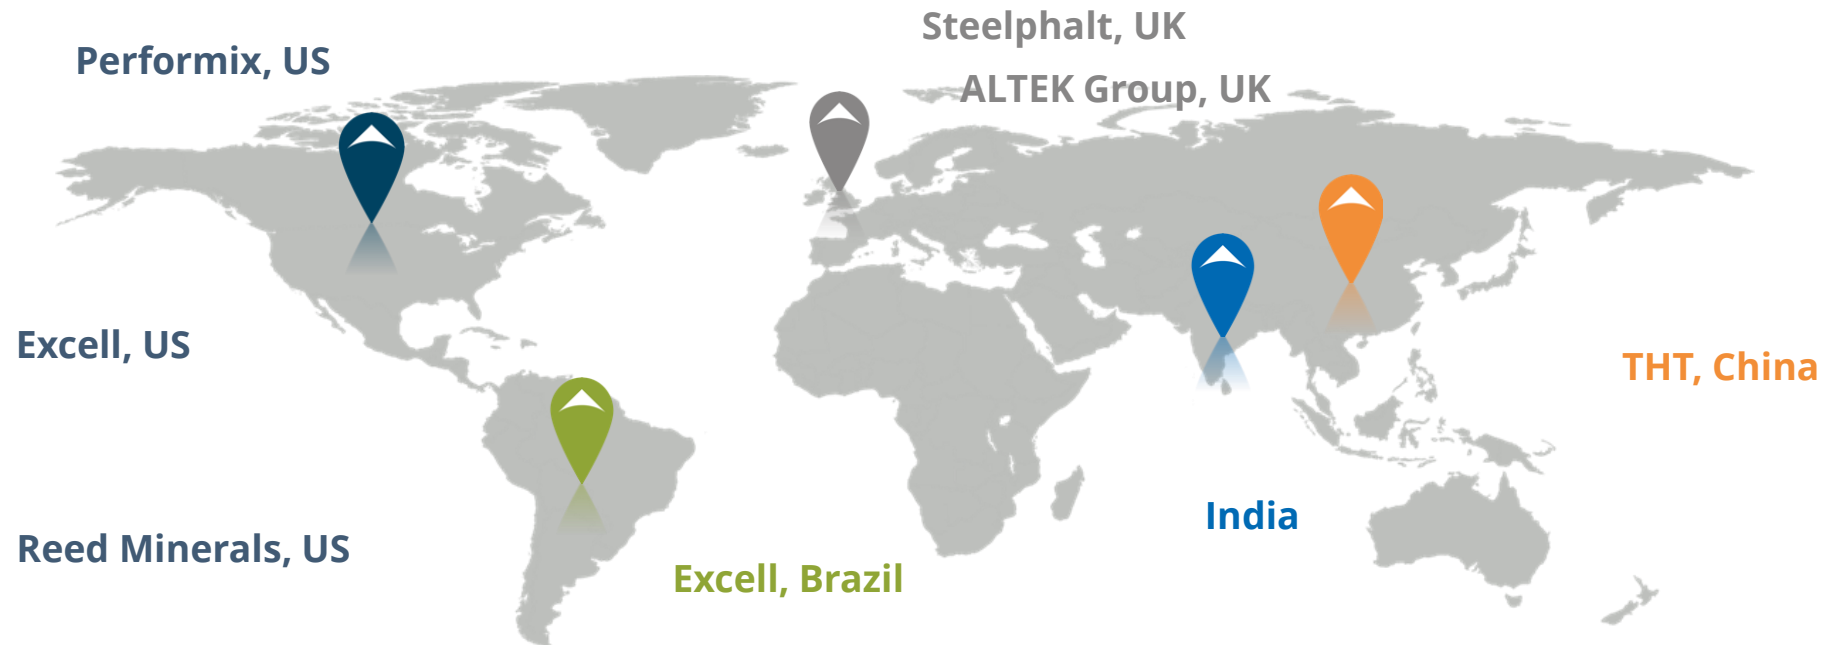 Steelphalt, UK
Performix, US
ALTEK Group, UK
Excell, US
THT, China
India
Reed Minerals, US
Excell, Brazil